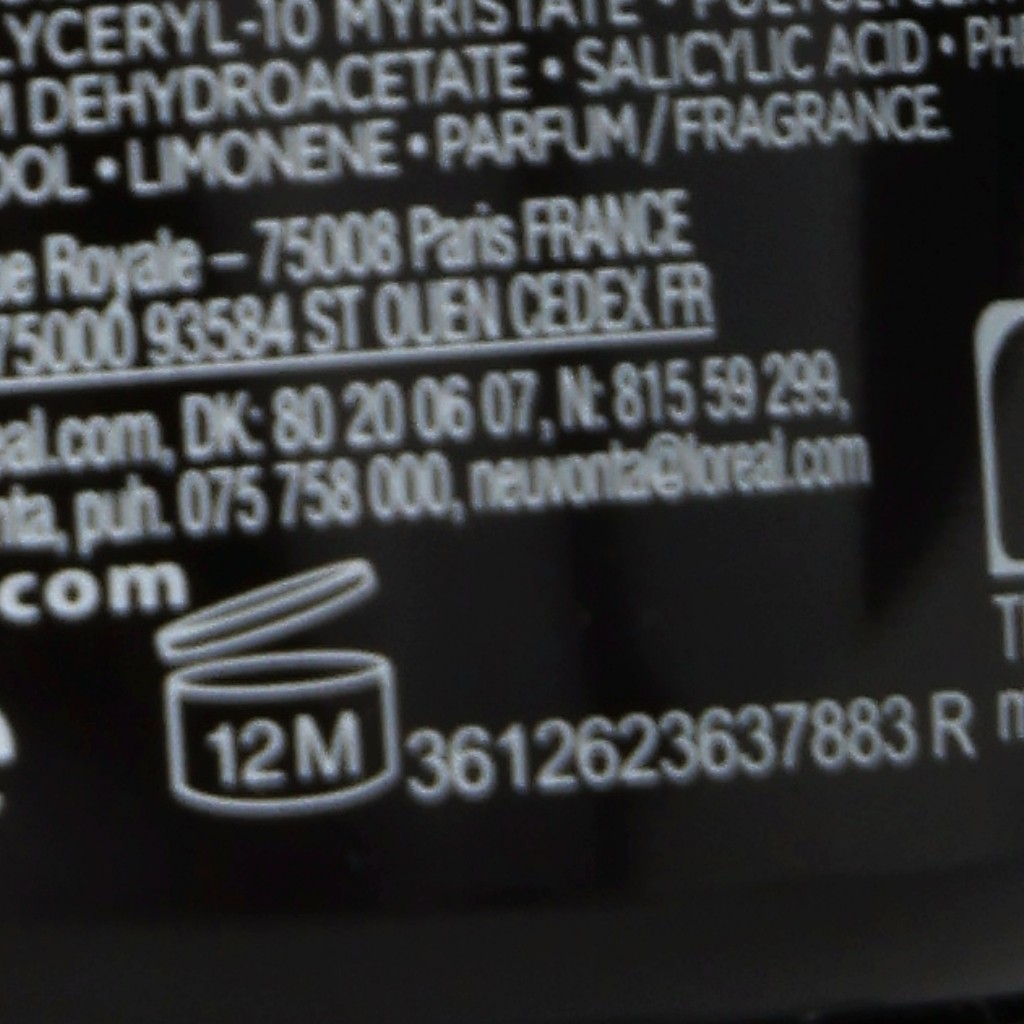 LYCERYL-10 MYRISTATE •
M DEHYDROACETATE • SALICYLIC ACID • PH
OOL • LIMONENE • PARFUM / FRAGRANCE
ue Royale – 75008 Paris FRANCE
75000 93584 ST OUEN CEDEX FR
eal.com, DK: 80 20 06 07, N: 815 59 299,
nta, puh. 075 758 000, neuvonta@loreal.com
.com
12M
3612623637883 R